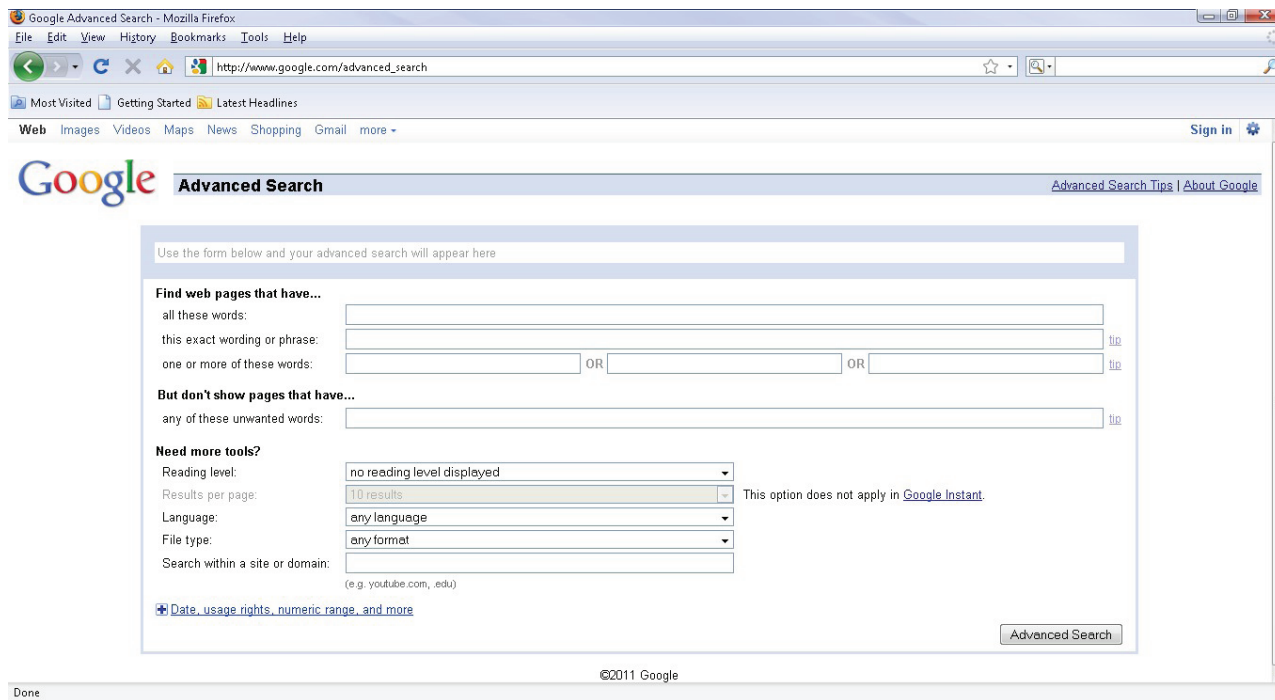 Google Advanced Search - Mozilla Firefox
File Edit View History Bookmarks Tools Help
http://www.google.com/advanced_search
Most Visited Getting Started Latest Headlines
Web Images Videos Maps News Shopping Gmail more Sign in
Google Advanced Search Advanced Search Tips | About Google
Use the form below and your advanced search will appear here
Find web pages that have...
all these words:
this exact wording or phrase: tip
one or more of these words: OR OR tip
But don't show pages that have...
any of these unwanted words: tip
Need more tools?
Reading level: no reading level displayed
Results per page: 10 results This option does not apply in Google Instant.
Language: any language
File type: any format
Search within a site or domain:
(e.g. youtube.com, .edu)
Date, usage rights, numeric range, and more
Advanced Search
©2011 Google
Done